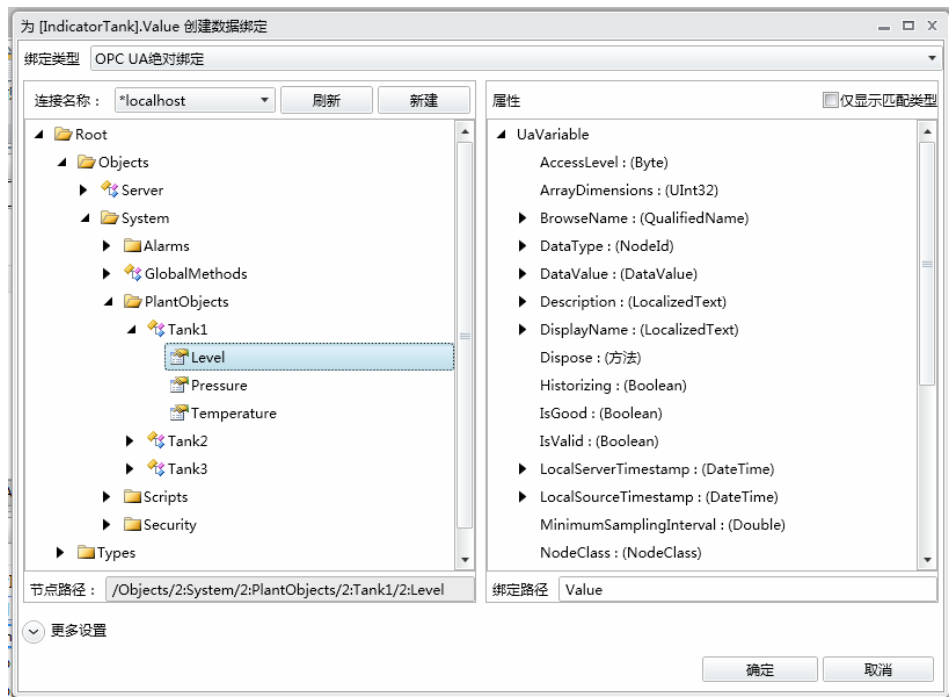 为 [IndicatorTank].Value 创建数据绑定
绑定类型 OPC UA绝对绑定
连接名称： *localhost 刷新 新建
Root
Objects
Server
System
Alarms
GlobalMethods
PlantObjects
Tank1
Level
Pressure
Temperature
Tank2
Tank3
Scripts
Security
Types
节点路径： /Objects/2:System/2:PlantObjects/2:Tank1/2:Level
属性 仅显示匹配类型
UaVariable
AccessLevel : (Byte)
ArrayDimensions : (UInt32)
BrowseName : (QualifiedName)
DataType : (NodeId)
DataValue : (DataValue)
Description : (LocalizedText)
DisplayName : (LocalizedText)
Dispose : (方法)
Historizing : (Boolean)
IsGood : (Boolean)
IsValid : (Boolean)
LocalServerTimestamp : (DateTime)
LocalSourceTimestamp : (DateTime)
MinimumSamplingInterval : (Double)
NodeClass : (NodeClass)
绑定路径 Value
更多设置
确定 取消